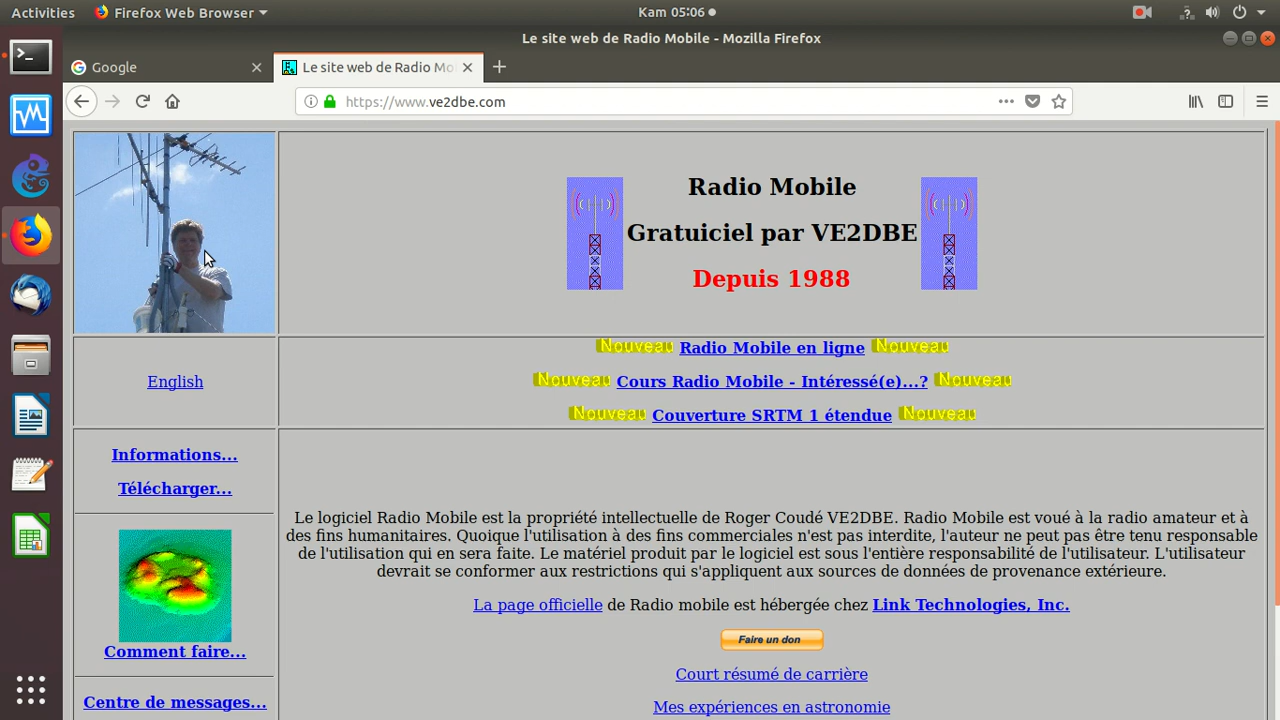 Activities Firefox Web Browser Kam 05:06
Le site web de Radio Mobile - Mozilla Firefox
Google Le site web de Radio Mo
https://www.ve2dbe.com
Radio Mobile
Gratuiciel par VE2DBE
Depuis 1988
Nouveau Radio Mobile en ligne Nouveau
English
Nouveau Cours Radio Mobile - Intéressé(e)...? Nouveau
Nouveau Couverture SRTM 1 étendue Nouveau
Informations...
Télécharger...
Comment faire...
Centre de messages...
Le logiciel Radio Mobile est la propriété intellectuelle de Roger Coudé VE2DBE. Radio Mobile est voué à la radio amateur et à
des fins humanitaires. Quoique l'utilisation à des fins commerciales n'est pas interdite, l'auteur ne peut pas être tenu responsable
de l'utilisation qui en sera faite. Le matériel produit par le logiciel est sous l'entière responsabilité de l'utilisateur. L'utilisateur
devrait se conformer aux restrictions qui s'appliquent aux sources de données de provenance extérieure.
La page officielle de Radio mobile est hébergée chez Link Technologies, Inc.
Faire un don
Court résumé de carrière
Mes expériences en astronomie